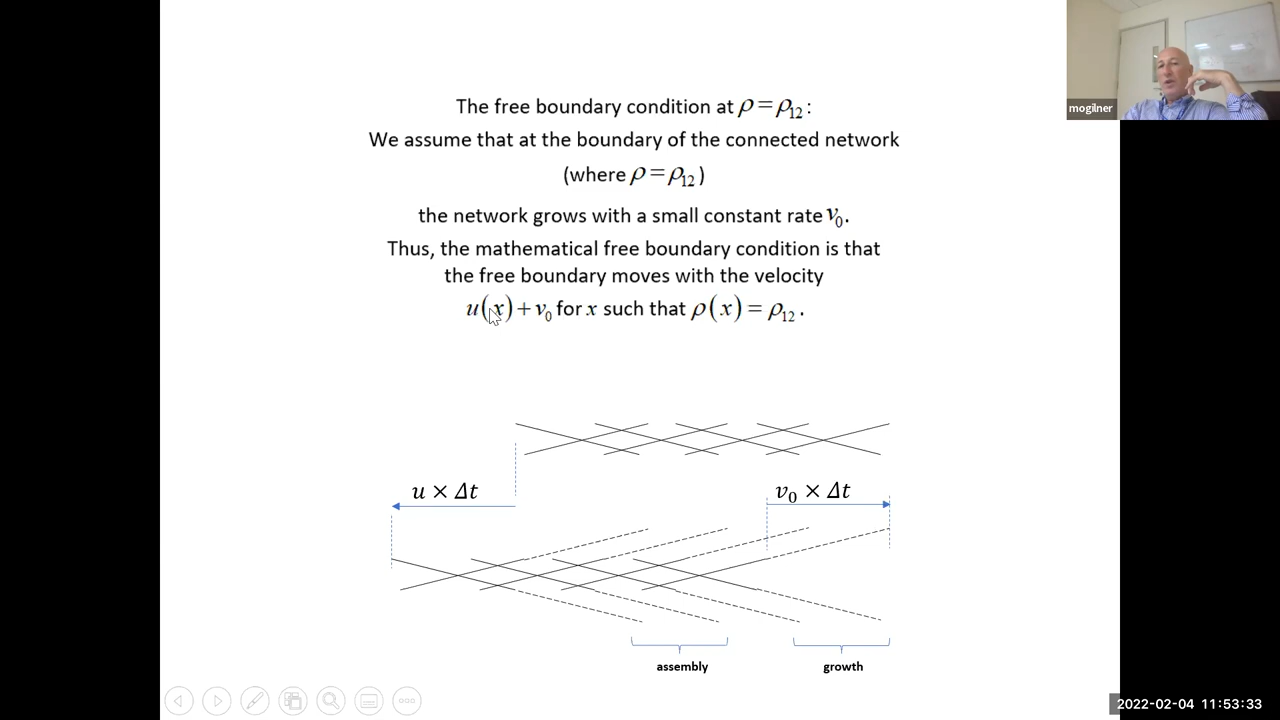 The free boundary condition at ρ=ρ₁₂:
We assume that at the boundary of the connected network
(where ρ=ρ₁₂)
the network grows with a small constant rate v₀.
Thus, the mathematical free boundary condition is that
the free boundary moves with the velocity
u(x)+v₀ for x such that ρ(x)=ρ₁₂.
u × Δt
v₀ × Δt
assembly
growth
mogilner
2022-02-04 11:53:33